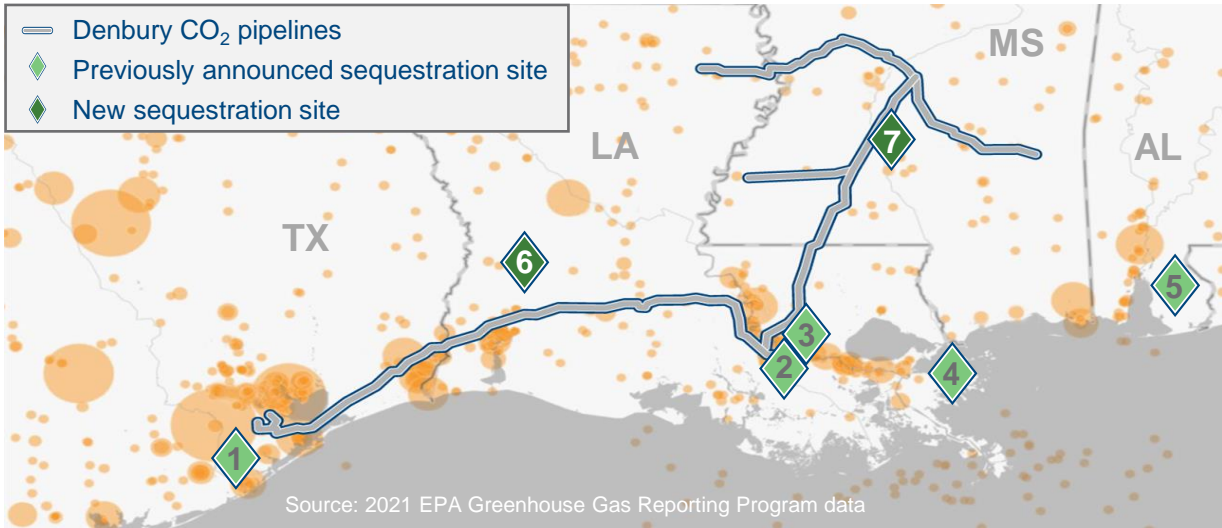 Denbury CO₂ pipelines
Previously announced sequestration site
New sequestration site
MS
LA
7
AL
TX
6
5
3
2
4
1
Source: 2021 EPA Greenhouse Gas Reporting Program data